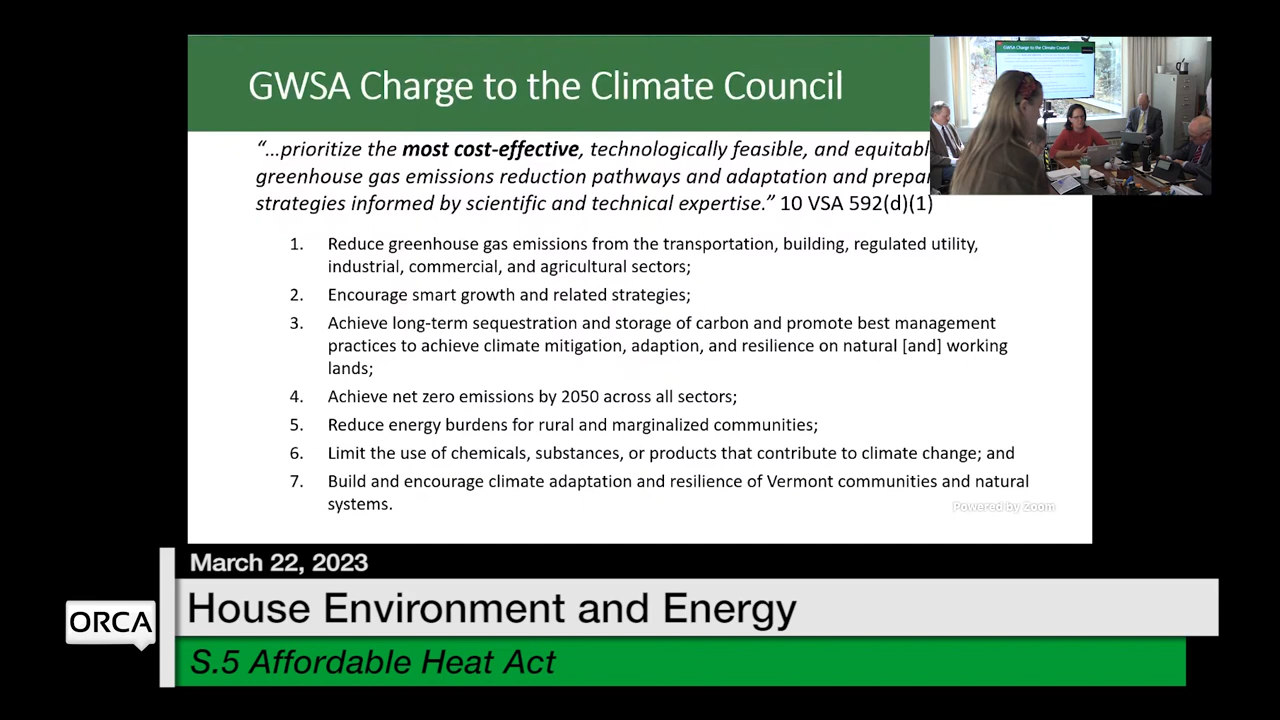 GWSA Charge to the Climate Council
GWSA Charge to the Climate Council
"...prioritize the most cost-effective, technologically feasible, and equitabl
greenhouse gas emissions reduction pathways and adaptation and prepar
strategies informed by scientific and technical expertise." 10 VSA 592(d)(1)
1. Reduce greenhouse gas emissions from the transportation, building, regulated utility,
industrial, commercial, and agricultural sectors;
2. Encourage smart growth and related strategies;
3. Achieve long-term sequestration and storage of carbon and promote best management
practices to achieve climate mitigation, adaption, and resilience on natural [and] working
lands;
4. Achieve net zero emissions by 2050 across all sectors;
5. Reduce energy burdens for rural and marginalized communities;
6. Limit the use of chemicals, substances, or products that contribute to climate change; and
7. Build and encourage climate adaptation and resilience of Vermont communities and natural
systems.
Powered by Zoom
March 22, 2023
House Environment and Energy
ORCA
S.5 Affordable Heat Act